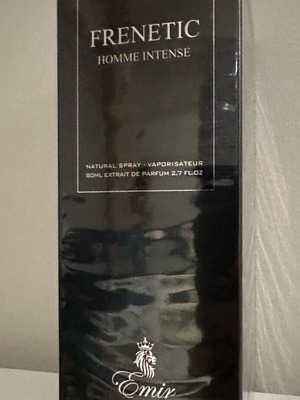 FRENETIC
HOMME INTENSE
NATURAL SPRAY - VAPORISATEUR
80ML EXTRAIT DE PARFUM 2.7 FL.OZ
Emir